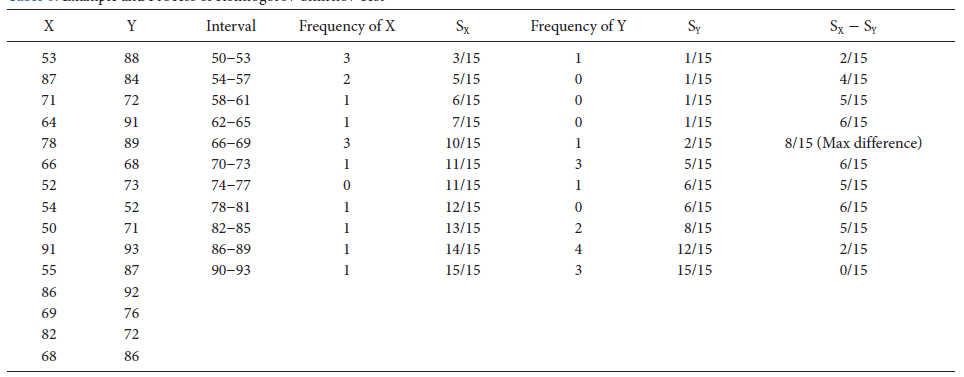 X Y Interval Frequency of X S_X Frequency of Y S_Y S_X − S_Y
53 88 50−53 3 3/15 1 1/15 2/15
87 84 54−57 2 5/15 0 1/15 4/15
71 72 58−61 1 6/15 0 1/15 5/15
64 91 62−65 1 7/15 0 1/15 6/15
78 89 66−69 3 10/15 1 2/15 8/15 (Max difference)
66 68 70−73 1 11/15 3 5/15 6/15
52 73 74−77 0 11/15 1 6/15 5/15
54 52 78−81 1 12/15 0 6/15 6/15
50 71 82−85 1 13/15 2 8/15 5/15
91 93 86−89 1 14/15 4 12/15 2/15
55 87 90−93 1 15/15 3 15/15 0/15
86 92
69 76
82 72
68 86